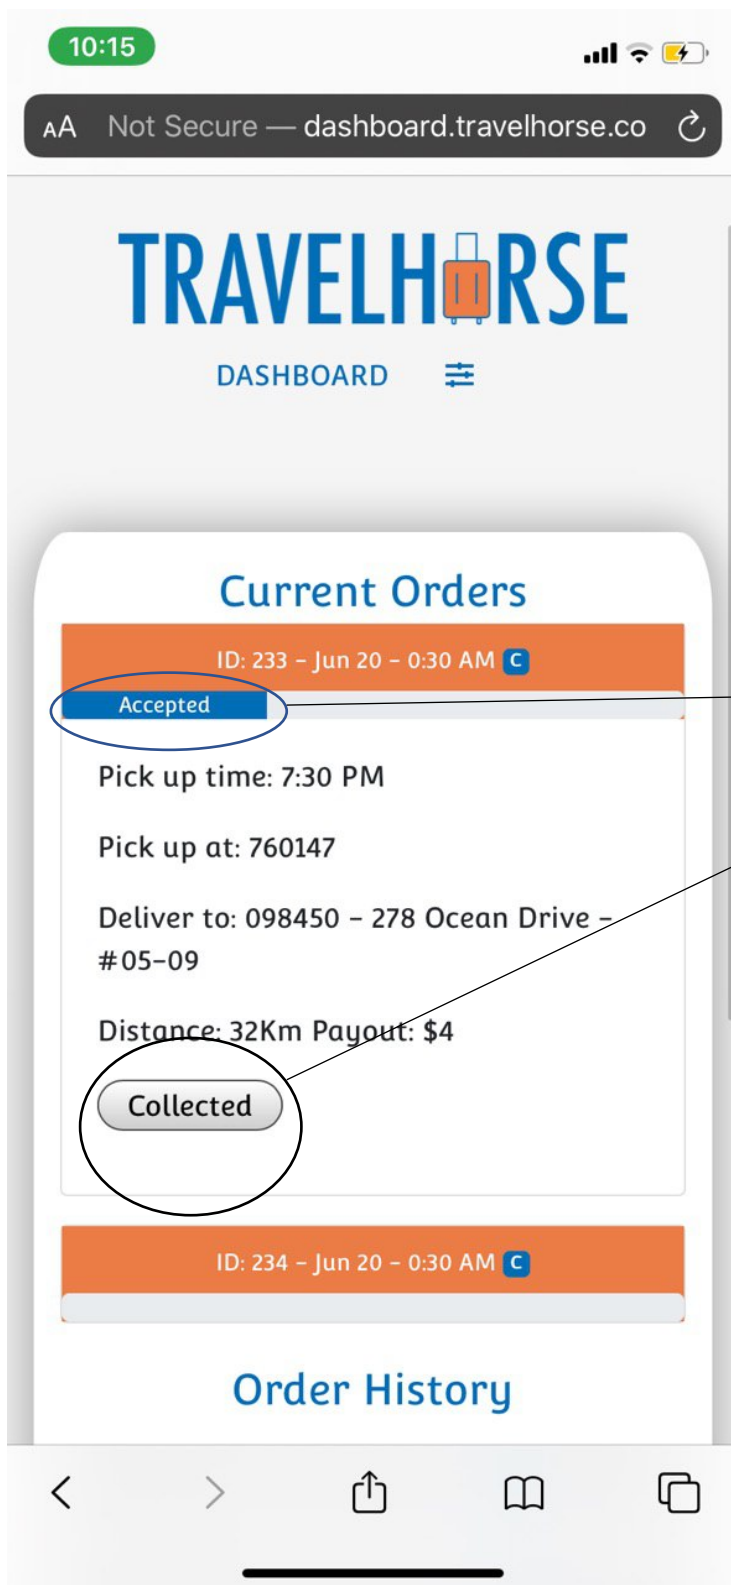 10:15
AA Not Secure — dashboard.travelhorse.co
TRAVELHORSE
DASHBOARD
Current Orders
ID: 233 – Jun 20 – 0:30 AM C
Accepted
Pick up time: 7:30 PM
Pick up at: 760147
Deliver to: 098450 – 278 Ocean Drive –
#05–09
Distance: 32Km Payout: $4
Collected
ID: 234 – Jun 20 – 0:30 AM C
Order History